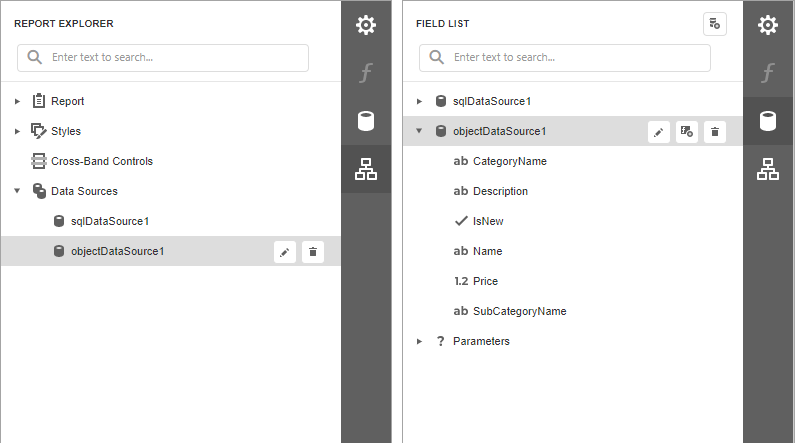 REPORT EXPLORER
Enter text to search...
Report
Styles
Cross-Band Controls
Data Sources
sqlDataSource1
objectDataSource1
FIELD LIST
Enter text to search...
sqlDataSource1
objectDataSource1
ab CategoryName
ab Description
IsNew
ab Name
1.2 Price
ab SubCategoryName
? Parameters